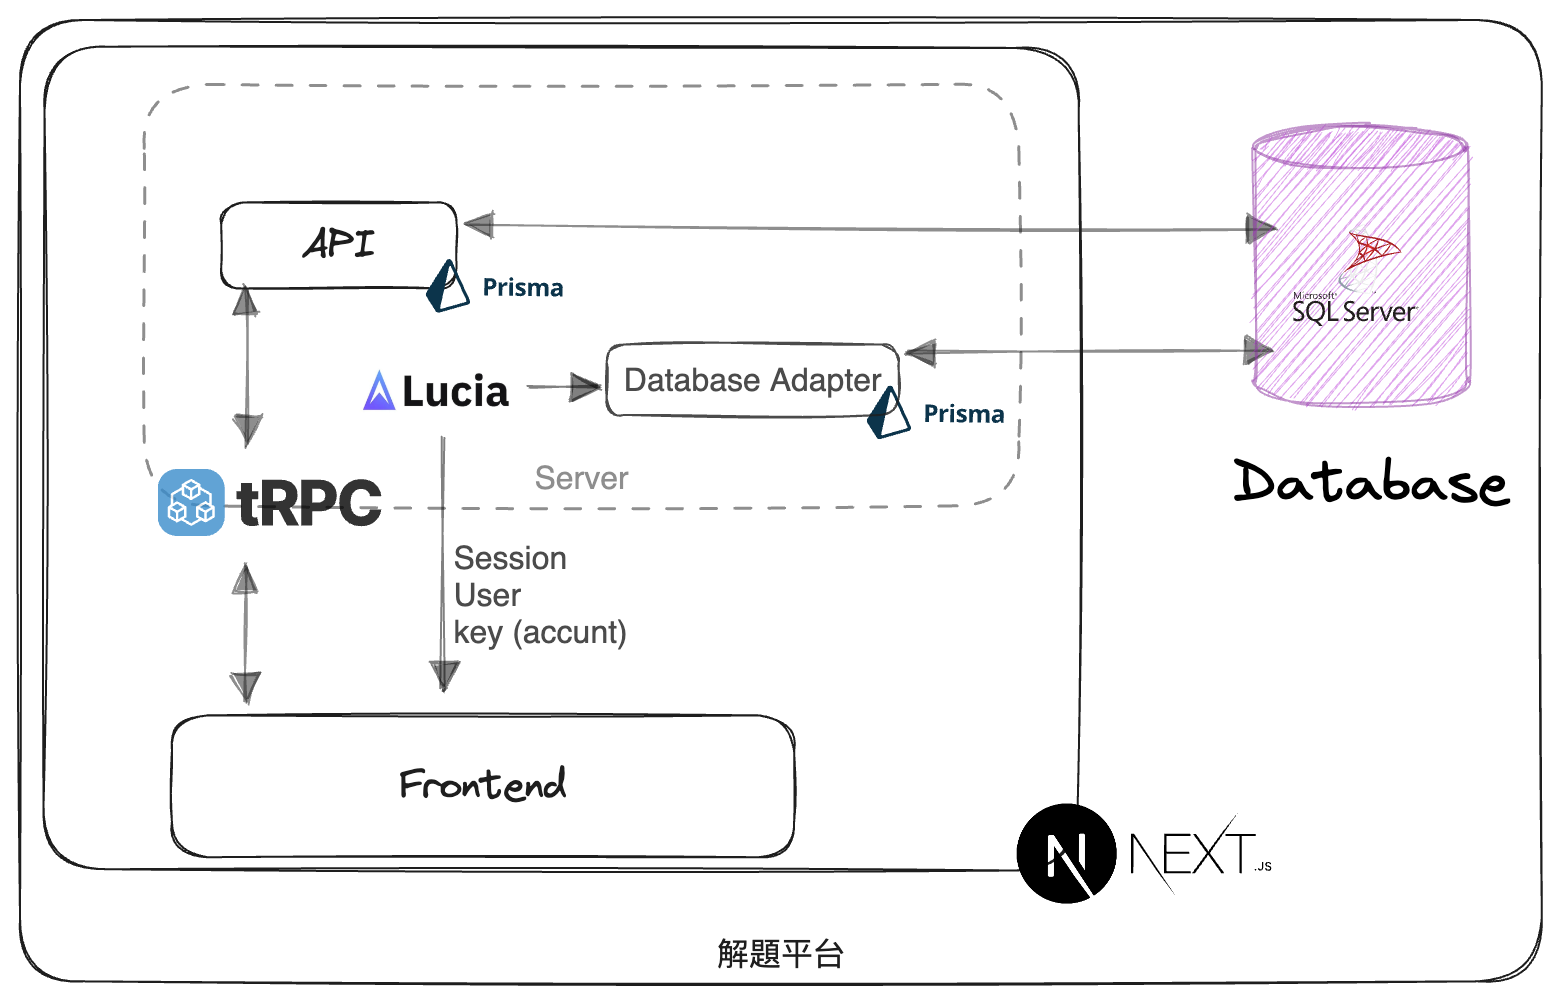 API
Prisma
Microsoft®
SQL Server®
Lucia
Database Adapter
Prisma
Server
tRPC
Database
Session
User
key (accunt)
Frontend
N NEXT.JS
解題平台